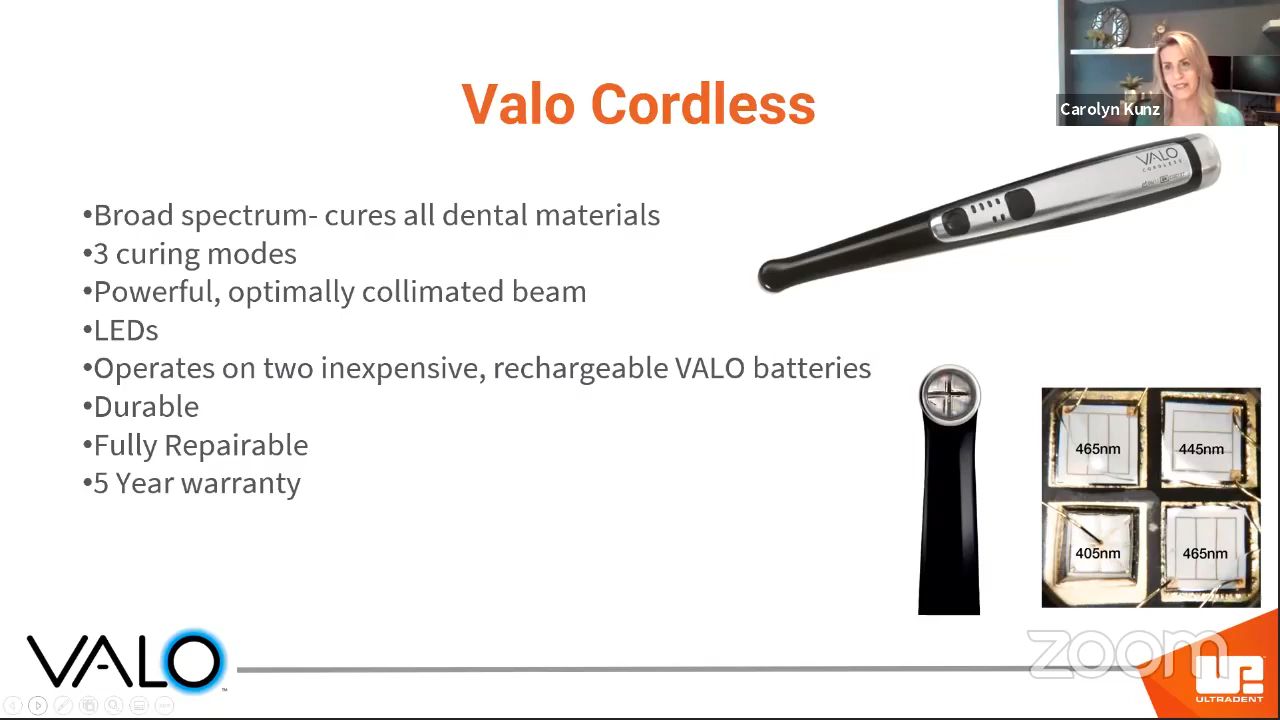 Valo Cordless
Carolyn Kunz
•Broad spectrum- cures all dental materials
•3 curing modes
•Powerful, optimally collimated beam
•LEDs
•Operates on two inexpensive, rechargeable VALO batteries
•Durable
•Fully Repairable
•5 Year warranty
VALO
CORDLESS
465nm
445nm
405nm
465nm
VALO
™
zoom
ULTRADENT